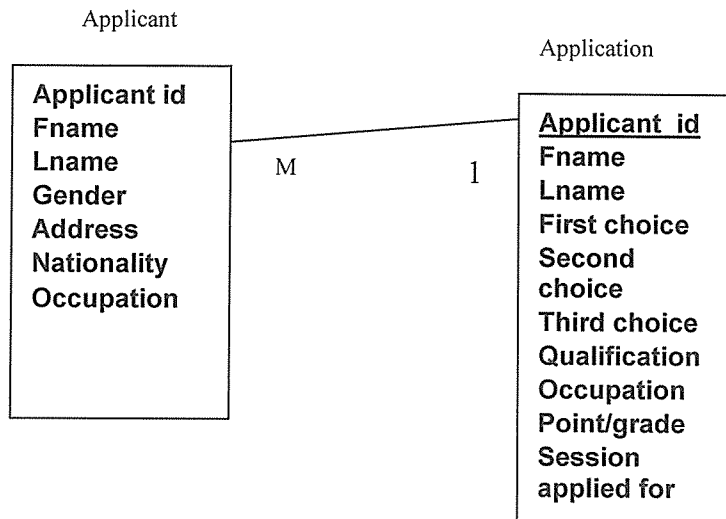 Applicant
Application
Applicant id
Fname
Lname
Gender
Address
Nationality
Occupation
M
1
Applicant_id
Fname
Lname
First choice
Second
choice
Third choice
Qualification
Occupation
Point/grade
Session
applied for